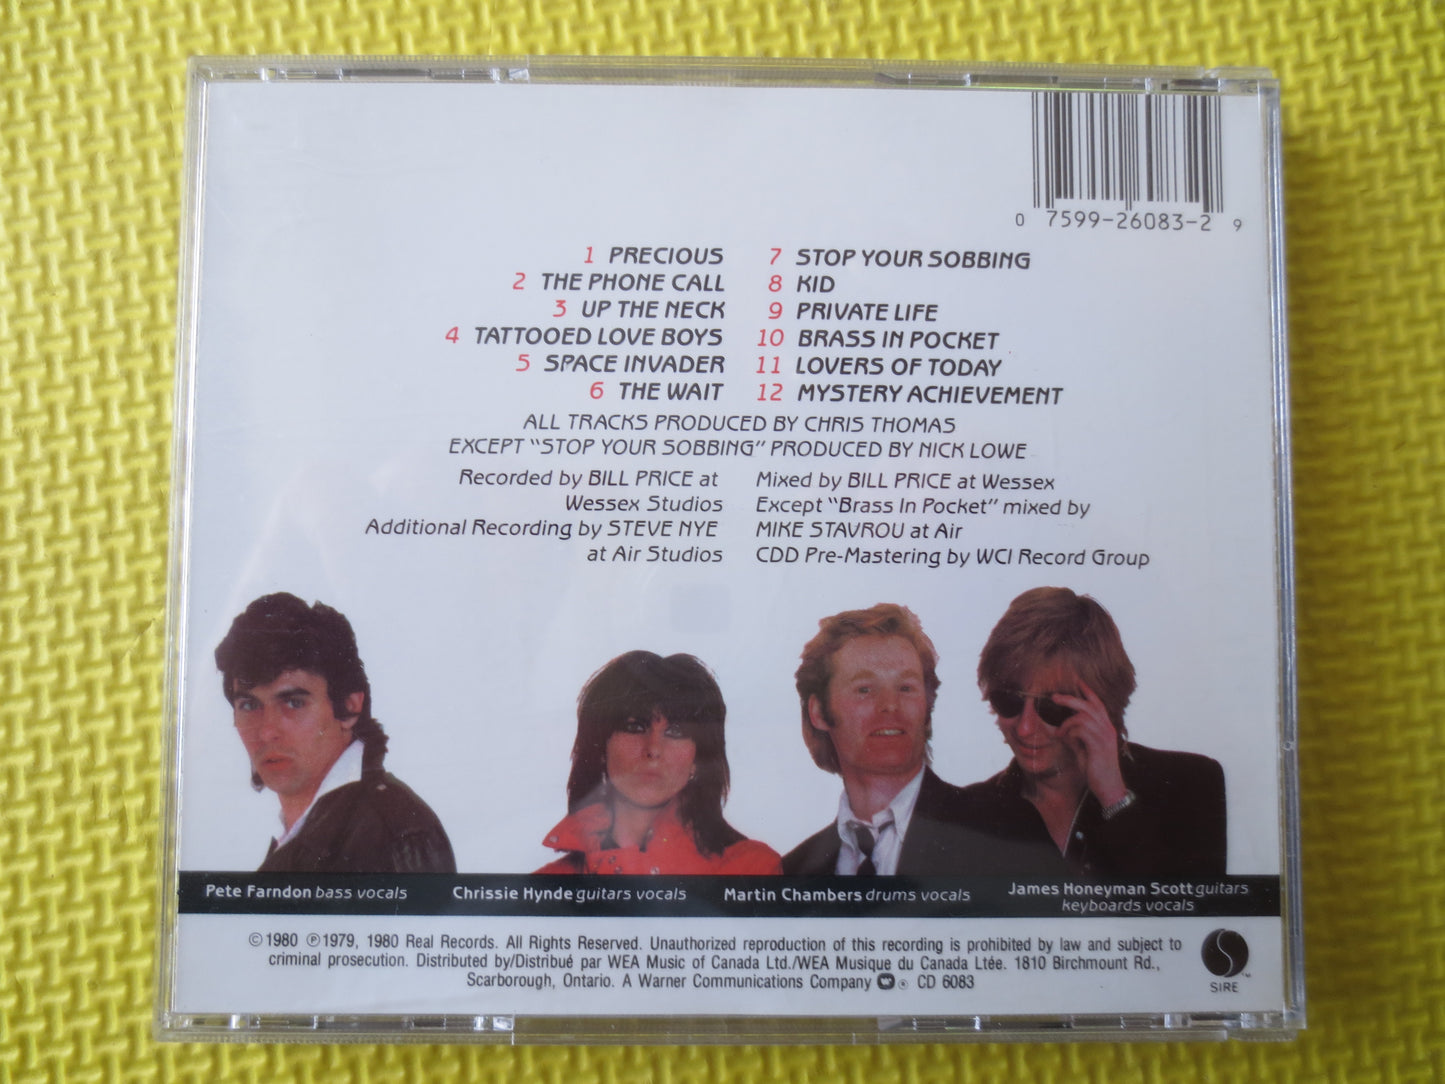 0 7599-26083-2 9
1 PRECIOUS
2 THE PHONE CALL
3 UP THE NECK
4 TATTOOED LOVE BOYS
5 SPACE INVADER
6 THE WAIT
7 STOP YOUR SOBBING
8 KID
9 PRIVATE LIFE
10 BRASS IN POCKET
11 LOVERS OF TODAY
12 MYSTERY ACHIEVEMENT
ALL TRACKS PRODUCED BY CHRIS THOMAS
EXCEPT "STOP YOUR SOBBING" PRODUCED BY NICK LOWE
Recorded by BILL PRICE at
Wessex Studios
Additional Recording by STEVE NYE
at Air Studios
Mixed by BILL PRICE at Wessex
Except "Brass In Pocket" mixed by
MIKE STAVROU at Air
CDD Pre-Mastering by WCI Record Group
Pete Farndon bass vocals
Chrissie Hynde guitars vocals
Martin Chambers drums vocals
James Honeyman Scott guitars
keyboards vocals
©1980 ℗1979, 1980 Real Records. All Rights Reserved. Unauthorized reproduction of this recording is prohibited by law and subject to
criminal prosecution. Distributed by/Distribué par WEA Music of Canada Ltd./WEA Musique du Canada Ltée. 1810 Birchmount Rd.,
Scarborough, Ontario. A Warner Communications Company ® CD 6083
SIRE ™